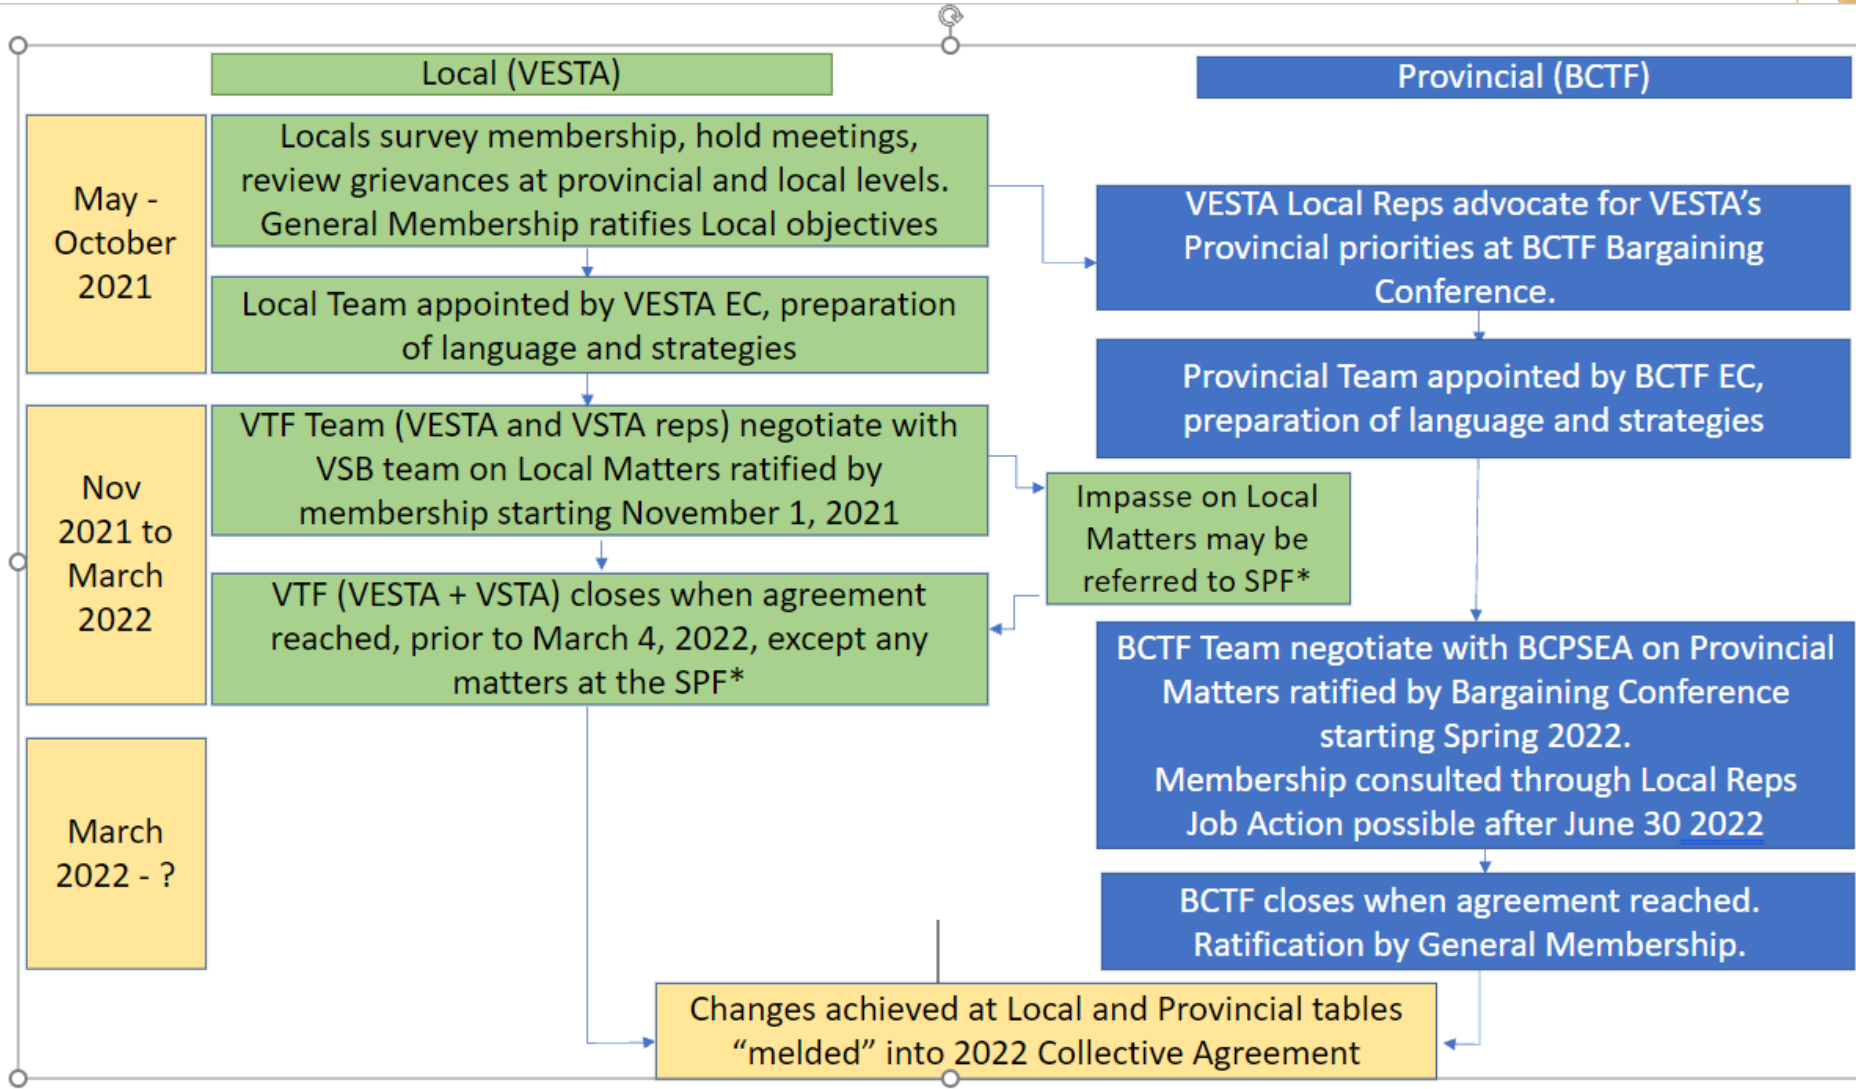 Local (VESTA)
Provincial (BCTF)
May -
October
2021
Locals survey membership, hold meetings,
review grievances at provincial and local levels.
General Membership ratifies Local objectives
VESTA Local Reps advocate for VESTA’s
Provincial priorities at BCTF Bargaining
Conference.
Local Team appointed by VESTA EC, preparation
of language and strategies
Provincial Team appointed by BCTF EC,
preparation of language and strategies
Nov
2021 to
March
2022
VTF Team (VESTA and VSTA reps) negotiate with
VSB team on Local Matters ratified by
membership starting November 1, 2021
Impasse on Local
Matters may be
referred to SPF*
VTF (VESTA + VSTA) closes when agreement
reached, prior to March 4, 2022, except any
matters at the SPF*
BCTF Team negotiate with BCPSEA on Provincial
Matters ratified by Bargaining Conference
starting Spring 2022.
Membership consulted through Local Reps
Job Action possible after June 30 2022
March
2022 - ?
BCTF closes when agreement reached.
Ratification by General Membership.
Changes achieved at Local and Provincial tables
“melded” into 2022 Collective Agreement